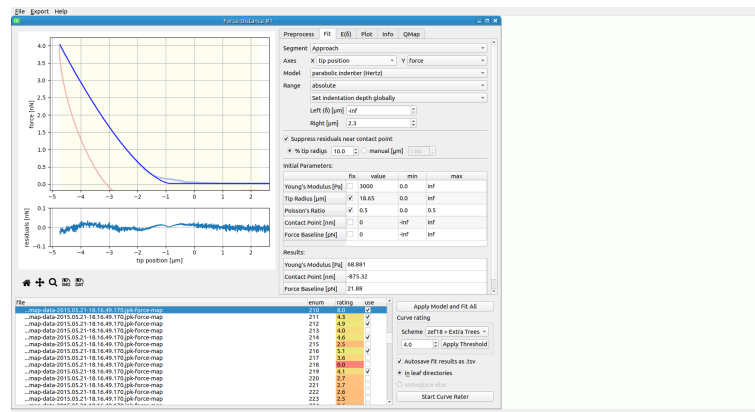 File Export Help
Force-Distance #1
Preprocess Fit E(δ) Plot Info QMap
Segment Approach
Axes X tip position Y force
Model parabolic indenter (Hertz)
Range absolute
Set indentation depth globally
Left (δ) [µm] -inf
Right [µm] 2.3
Suppress residuals near contact point
% tip radius 10.0 manual [µm]
Initial Parameters:
fix value min max
Young's Modulus [Pa] 3000 0.0 inf
Tip Radius [µm] 18.65 0.0 inf
Poisson's Ratio 0.5 0.0 0.5
Contact Point [nm] 0 -inf inf
Force Baseline [pN] 0 -inf inf
Results:
Young's Modulus [Pa] 68.881
Contact Point [nm] -875.32
Force Baseline [pN] 21.88
force [nN]
4.0
3.5
3.0
2.5
2.0
1.5
1.0
0.5
0.0
−5 −4 −3 −2 −1 0 1 2
residuals [nN]
0.1
0.0
−0.1
−5 −4 −3 −2 −1 0 1 2
tip position [µm]
IMG DAT
File enum rating use
...map-data-2015.05.21-18.16.49.170.jpk-force-map 210 8.0
...map-data-2015.05.21-18.16.49.170.jpk-force-map 211 4.3
...map-data-2015.05.21-18.16.49.170.jpk-force-map 212 4.9
...map-data-2015.05.21-18.16.49.170.jpk-force-map 213 4.0
...map-data-2015.05.21-18.16.49.170.jpk-force-map 214 4.6
...map-data-2015.05.21-18.16.49.170.jpk-force-map 215 2.5
...map-data-2015.05.21-18.16.49.170.jpk-force-map 216 5.1
...map-data-2015.05.21-18.16.49.170.jpk-force-map 217 3.6
...map-data-2015.05.21-18.16.49.170.jpk-force-map 218 0.0
...map-data-2015.05.21-18.16.49.170.jpk-force-map 219 4.1
...map-data-2015.05.21-18.16.49.170.jpk-force-map 220 2.7
...map-data-2015.05.21-18.16.49.170.jpk-force-map 221 2.7
...map-data-2015.05.21-18.16.49.170.jpk-force-map 222 2.6
...map-data-2015.05.21-18.16.49.170.jpk-force-map 223 2.5
Apply Model and Fit All
Curve rating
Scheme zef18 + Extra Trees
4.0 Apply Threshold
Autosave fit results as .tsv
in leaf directories
someplace else
Start Curve Rater